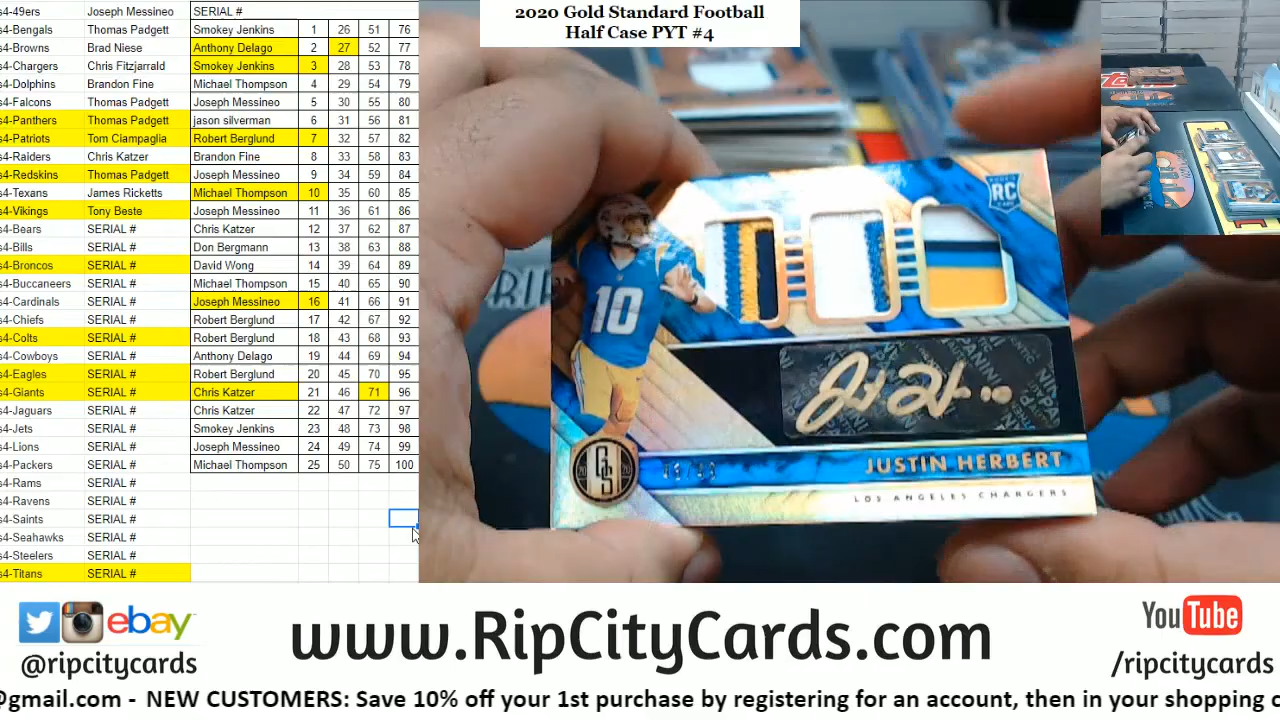 2020 Gold Standard Football
Half Case PYT #4
s4-49ers Joseph Messineo SERIAL #
s4-Bengals Thomas Padgett Smokey Jenkins 1 26 51 76
s4-Browns Brad Niese Anthony Delago 2 27 52 77
s4-Chargers Chris Fitzjarrald Smokey Jenkins 3 28 53 78
s4-Dolphins Brandon Fine Michael Thompson 4 29 54 79
s4-Falcons Thomas Padgett Joseph Messineo 5 30 55 80
s4-Panthers Thomas Padgett jason silverman 6 31 56 81
s4-Patriots Tom Ciampaglia Robert Berglund 7 32 57 82
s4-Raiders Chris Katzer Brandon Fine 8 33 58 83
s4-Redskins Thomas Padgett Joseph Messineo 9 34 59 84
s4-Texans James Ricketts Michael Thompson 10 35 60 85
s4-Vikings Tony Beste Joseph Messineo 11 36 61 86
s4-Bears SERIAL # Chris Katzer 12 37 62 87
s4-Bills SERIAL # Don Bergmann 13 38 63 88
s4-Broncos SERIAL # David Wong 14 39 64 89
s4-Buccaneers SERIAL # Michael Thompson 15 40 65 90
s4-Cardinals SERIAL # Joseph Messineo 16 41 66 91
s4-Chiefs SERIAL # Robert Berglund 17 42 67 92
s4-Colts SERIAL # Robert Berglund 18 43 68 93
s4-Cowboys SERIAL # Anthony Delago 19 44 69 94
s4-Eagles SERIAL # Robert Berglund 20 45 70 95
s4-Giants SERIAL # Chris Katzer 21 46 71 96
s4-Jaguars SERIAL # Chris Katzer 22 47 72 97
s4-Jets SERIAL # Smokey Jenkins 23 48 73 98
s4-Lions SERIAL # Joseph Messineo 24 49 74 99
s4-Packers SERIAL # Michael Thompson 25 50 75 100
s4-Rams SERIAL #
s4-Ravens SERIAL #
s4-Saints SERIAL #
s4-Seahawks SERIAL #
s4-Steelers SERIAL #
s4-Titans SERIAL #
RC
10
PANINI
20 GS 20
JUSTIN HERBERT
LOS ANGELES CHARGERS
ebay
@ripcitycards
www.RipCityCards.com
YouTube
/ripcitycards
@gmail.com - NEW CUSTOMERS: Save 10% off your 1st purchase by registering for an account, then in your shopping c